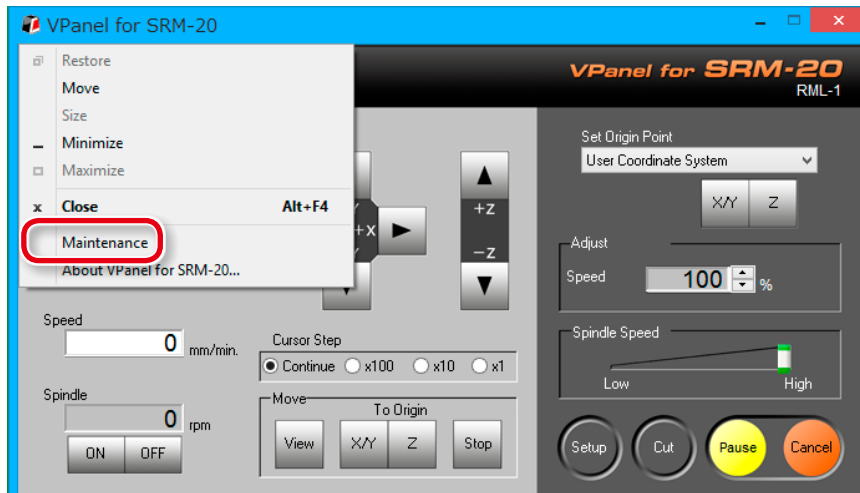 VPanel for SRM-20
Restore
Move
Size
Minimize
Maximize
x Close Alt+F4
Maintenance
About VPanel for SRM-20...
VPanel for SRM-20
RML-1
+x
+Z
-Z
Speed
0 mm/min.
Spindle
0 rpm
ON OFF
Cursor Step
Continue x100 x10 x1
Move
To Origin
View X/Y Z Stop
Set Origin Point
User Coordinate System
X/Y Z
Adjust
Speed 100 %
Spindle Speed
Low High
Setup Cut Pause Cancel